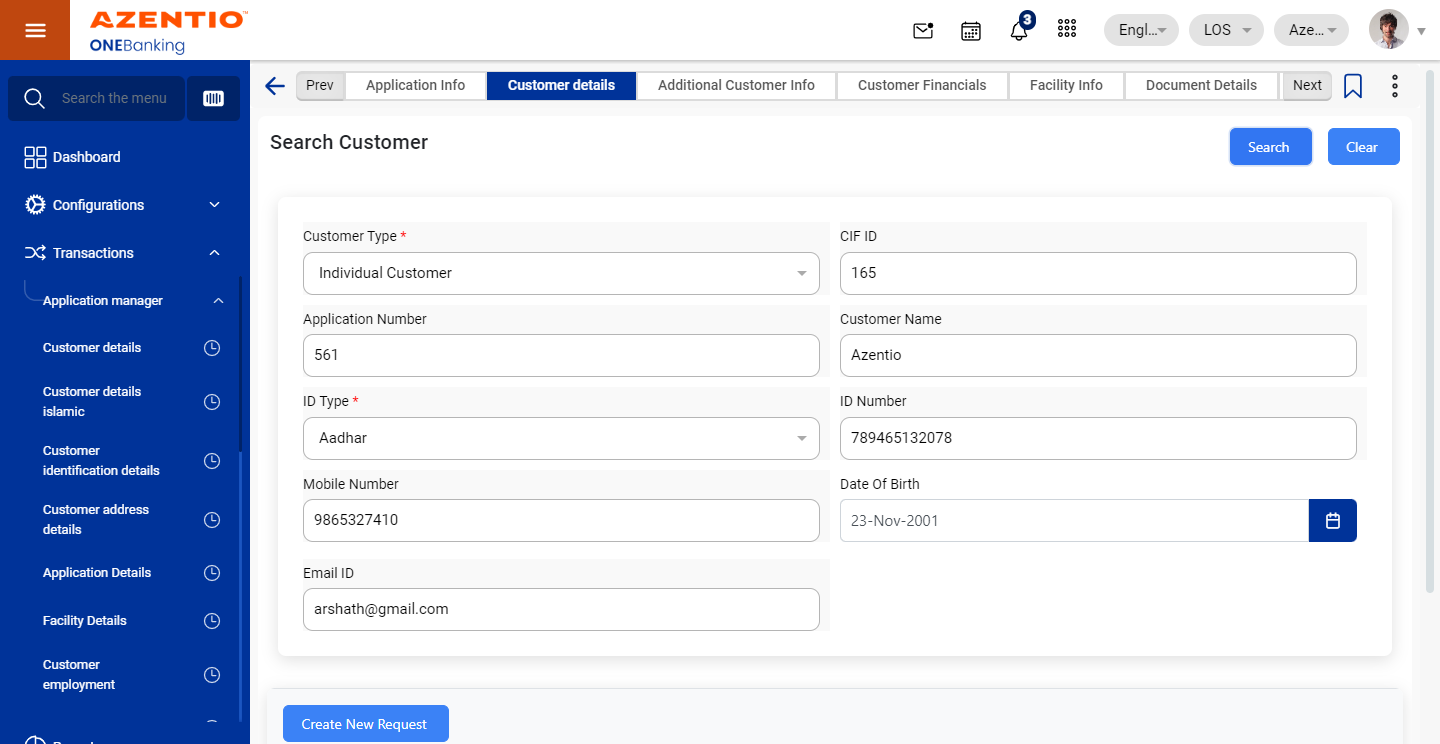 AZENTIO™
ONEBanking
3
Engl...
LOS
Aze...
Search the menu
Dashboard
Configurations
Transactions
Application manager
Customer details
Customer details
islamic
Customer
identification details
Customer address
details
Application Details
Facility Details
Customer
employment
Prev
Application Info
Customer details
Additional Customer Info
Customer Financials
Facility Info
Document Details
Next
Search Customer
Search
Clear
Customer Type *
CIF ID
Individual Customer
165
Application Number
Customer Name
561
Azentio
ID Type *
ID Number
Aadhar
789465132078
Mobile Number
Date Of Birth
9865327410
23-Nov-2001
Email ID
arshath@gmail.com
Create New Request